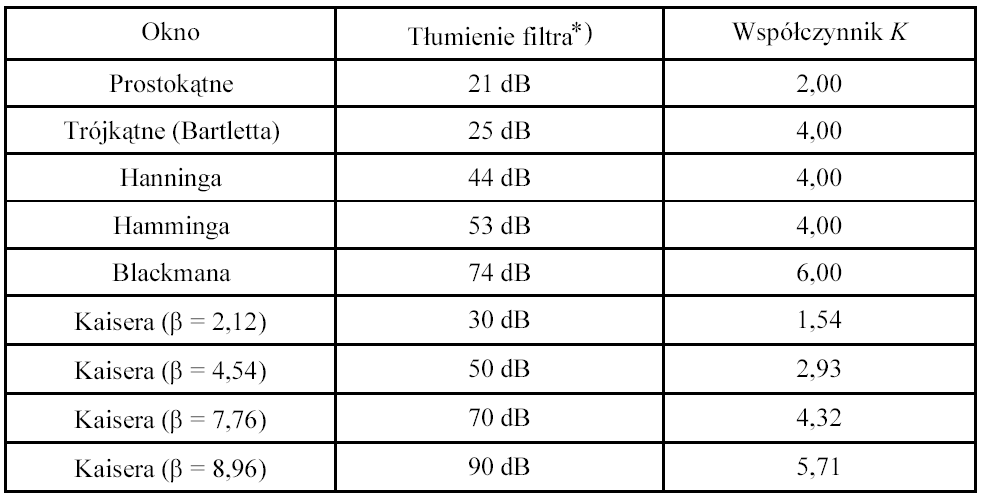 Okno Tłumienie filtra*) Współczynnik K
Prostokątne 21 dB 2,00
Trójkątne (Bartletta) 25 dB 4,00
Hanninga 44 dB 4,00
Hamminga 53 dB 4,00
Blackmana 74 dB 6,00
Kaisera (β = 2,12) 30 dB 1,54
Kaisera (β = 4,54) 50 dB 2,93
Kaisera (β = 7,76) 70 dB 4,32
Kaisera (β = 8,96) 90 dB 5,71